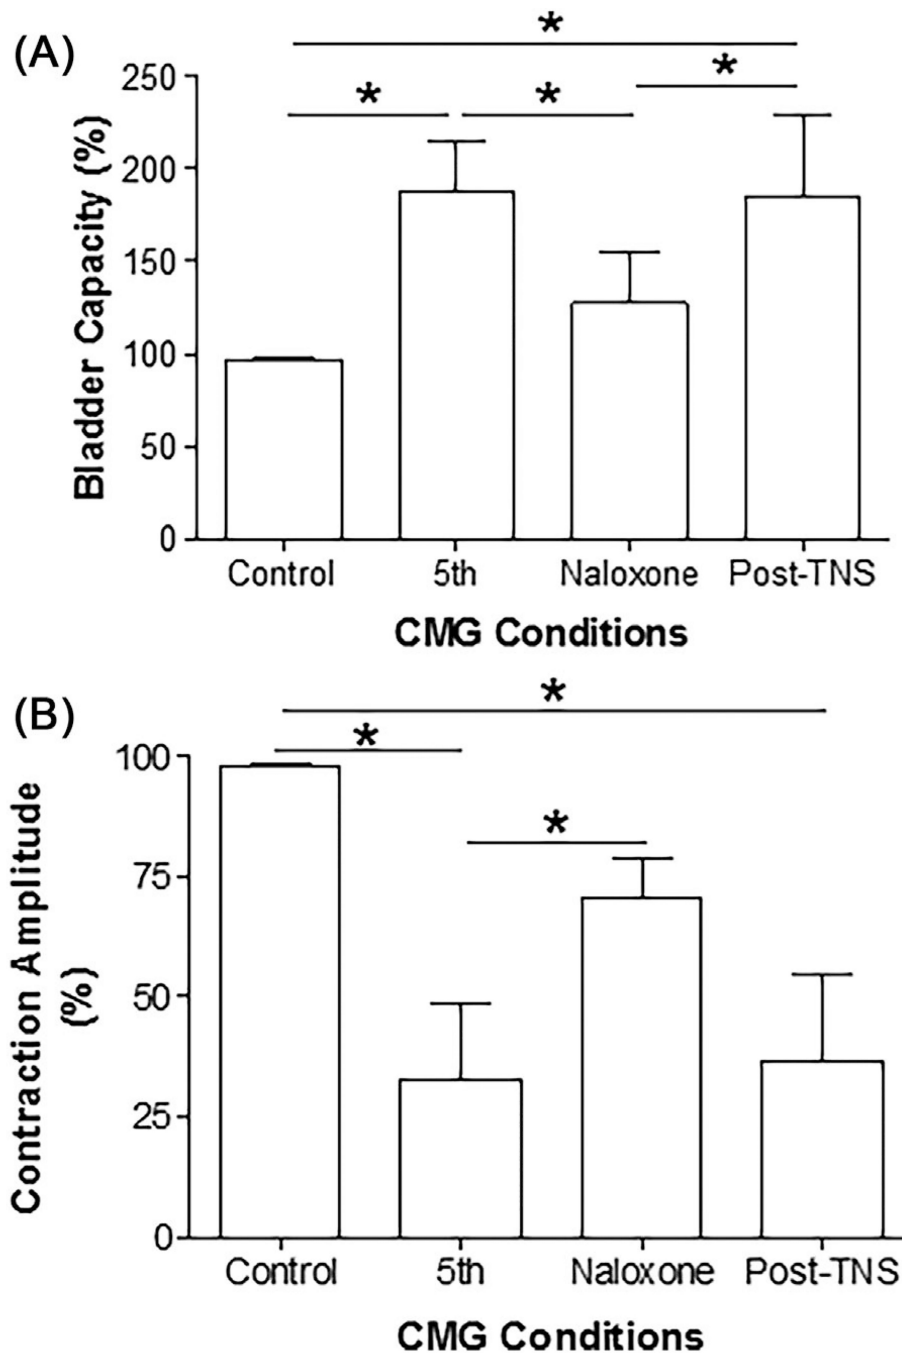 (A)
*
*
*
*
250
200
150
100
50
0
Bladder Capacity (%)
Control 5th Naloxone Post-TNS
CMG Conditions
(B)
*
*
*
100
75
50
25
0
Contraction Amplitude
(%)
Control 5th Naloxone Post-TNS
CMG Conditions